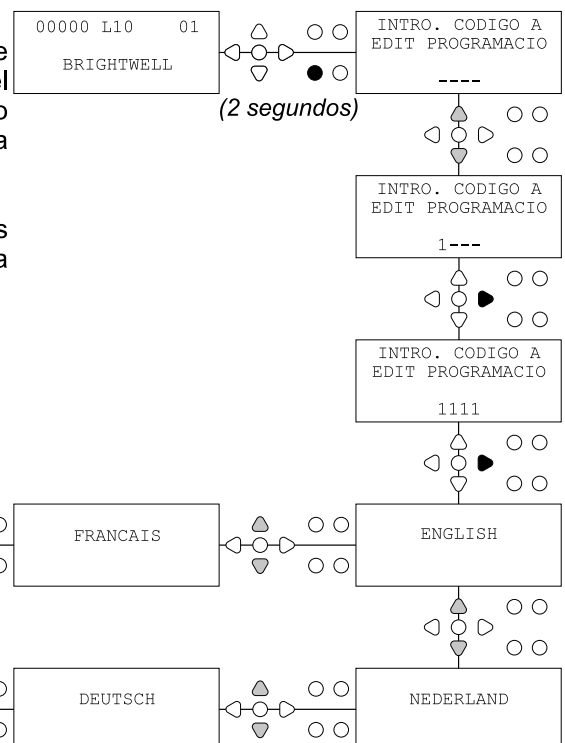 00000 L10 01
BRIGHTWELL
(2 segundos)
INTRO. CODIGO A
EDIT PROGRAMACIO
----
INTRO. CODIGO A
EDIT PROGRAMACIO
1---
INTRO. CODIGO A
EDIT PROGRAMACIO
1111
FRANCAIS
ENGLISH
DEUTSCH
NEDERLAND